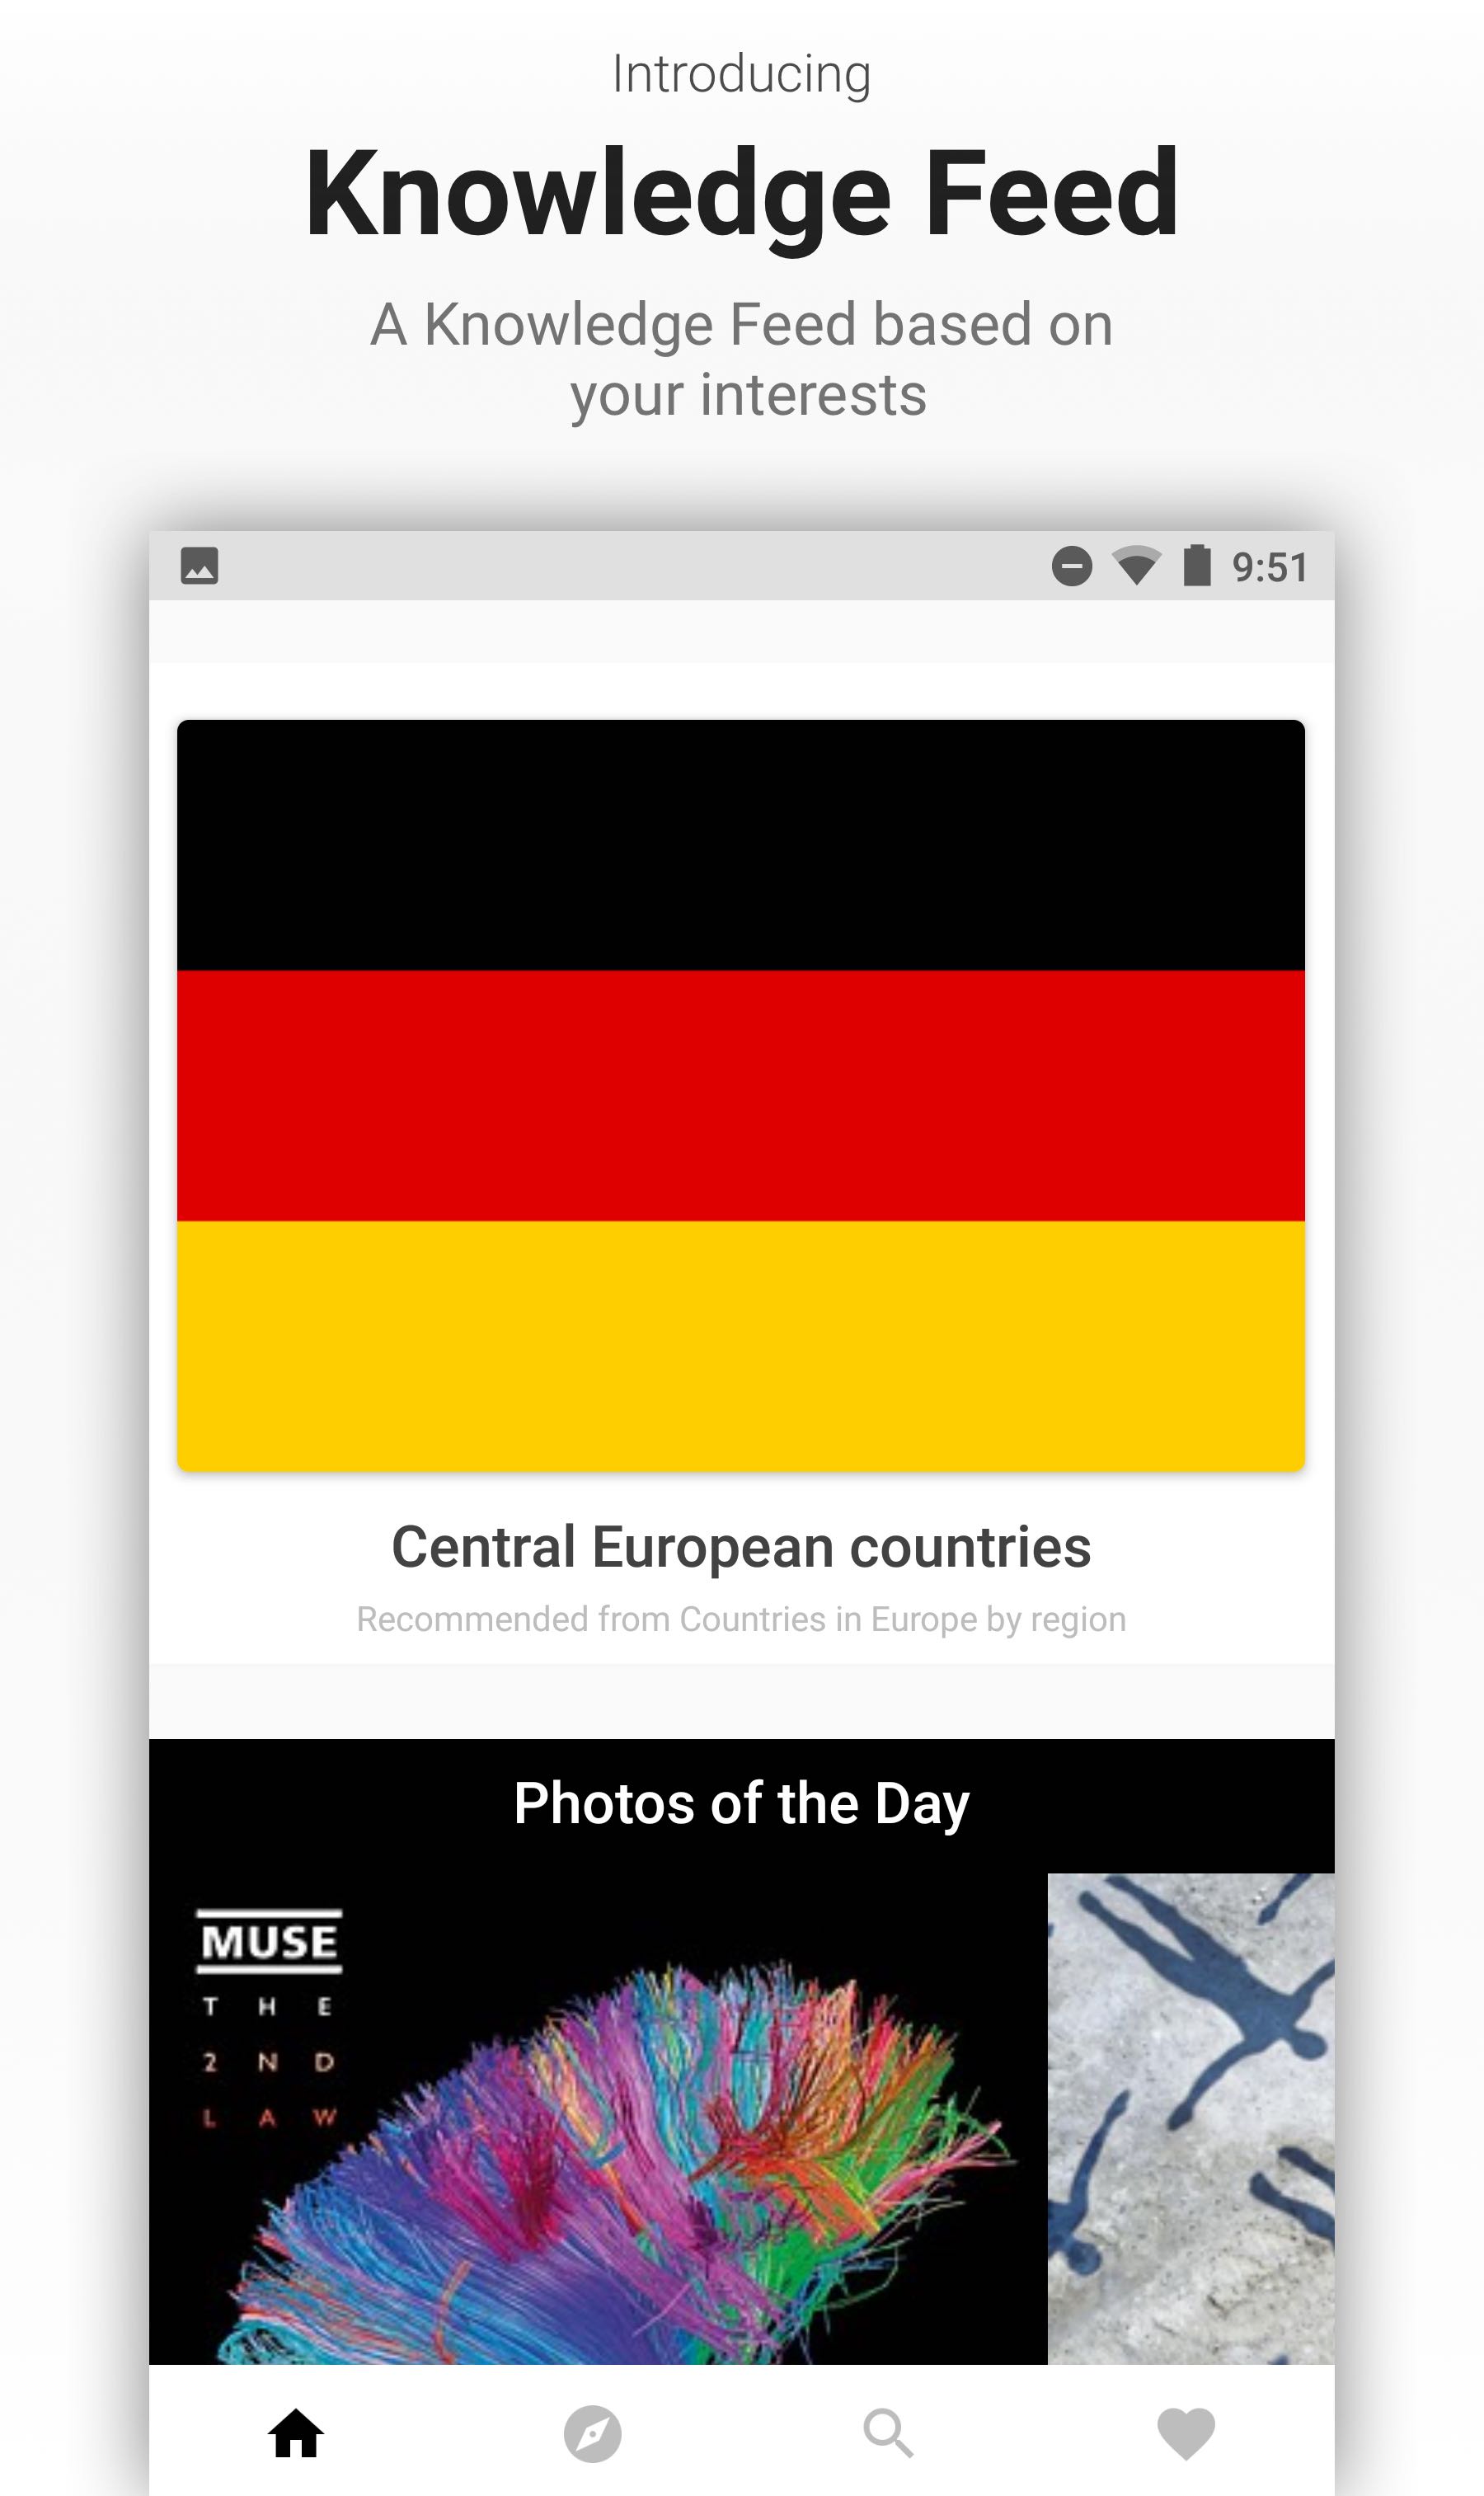 Introducing
Knowledge Feed
A Knowledge Feed based on
your interests
9:51
Central European countries
Recommended from Countries in Europe by region
Photos of the Day
MUSE
T H E
2 N D
L A W